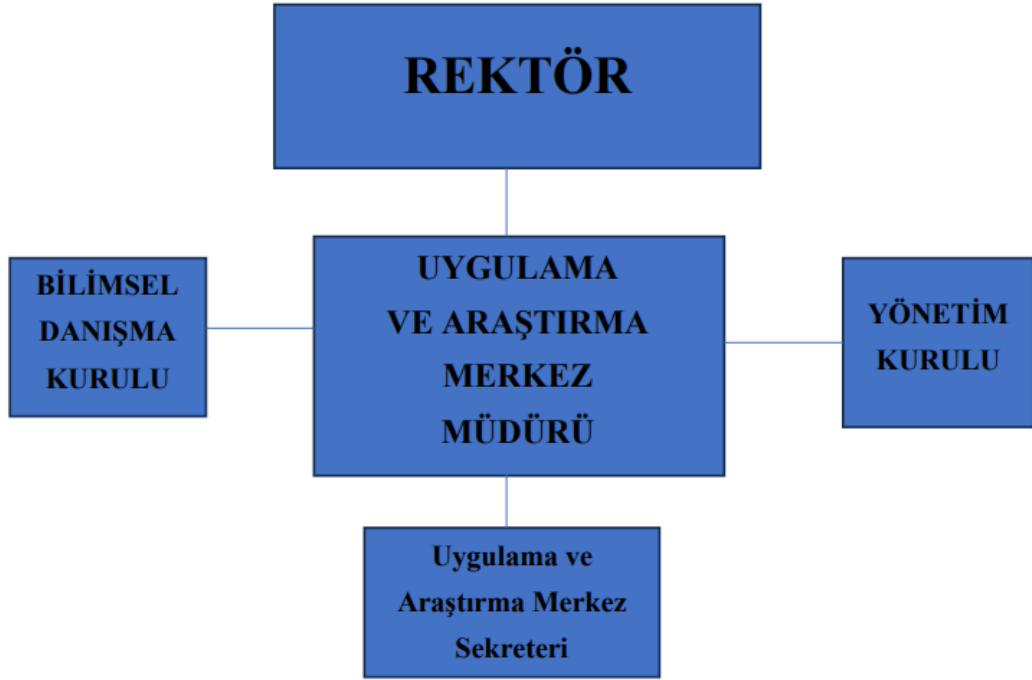 REKTÖR
BİLİMSEL
DANIŞMA
KURULU
UYGULAMA
VE ARAŞTIRMA
MERKEZ
MÜDÜRÜ
YÖNETİM
KURULU
Uygulama ve
Araştırma Merkez
Sekreteri